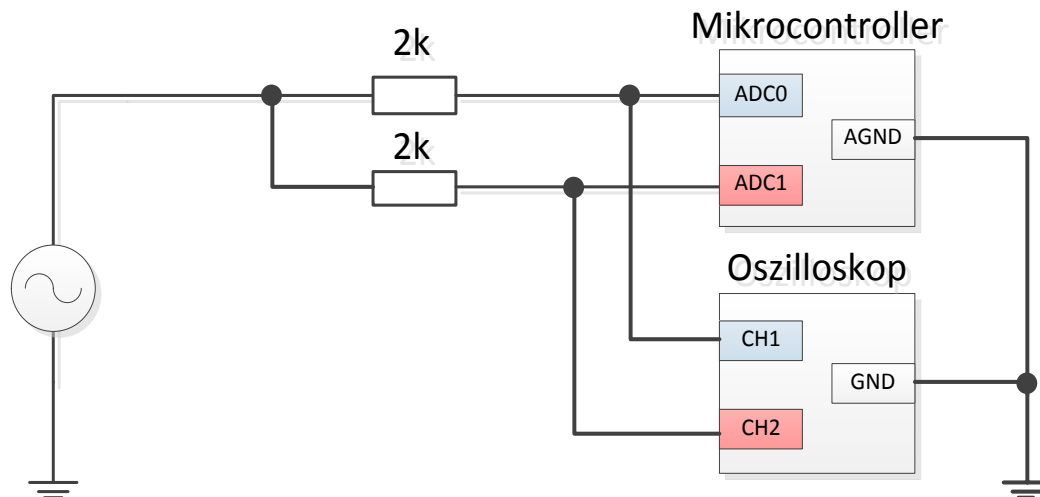 Mikrocontroller
2k
ADC0
AGND
2k
ADC1
Oszilloskop
CH1
GND
CH2